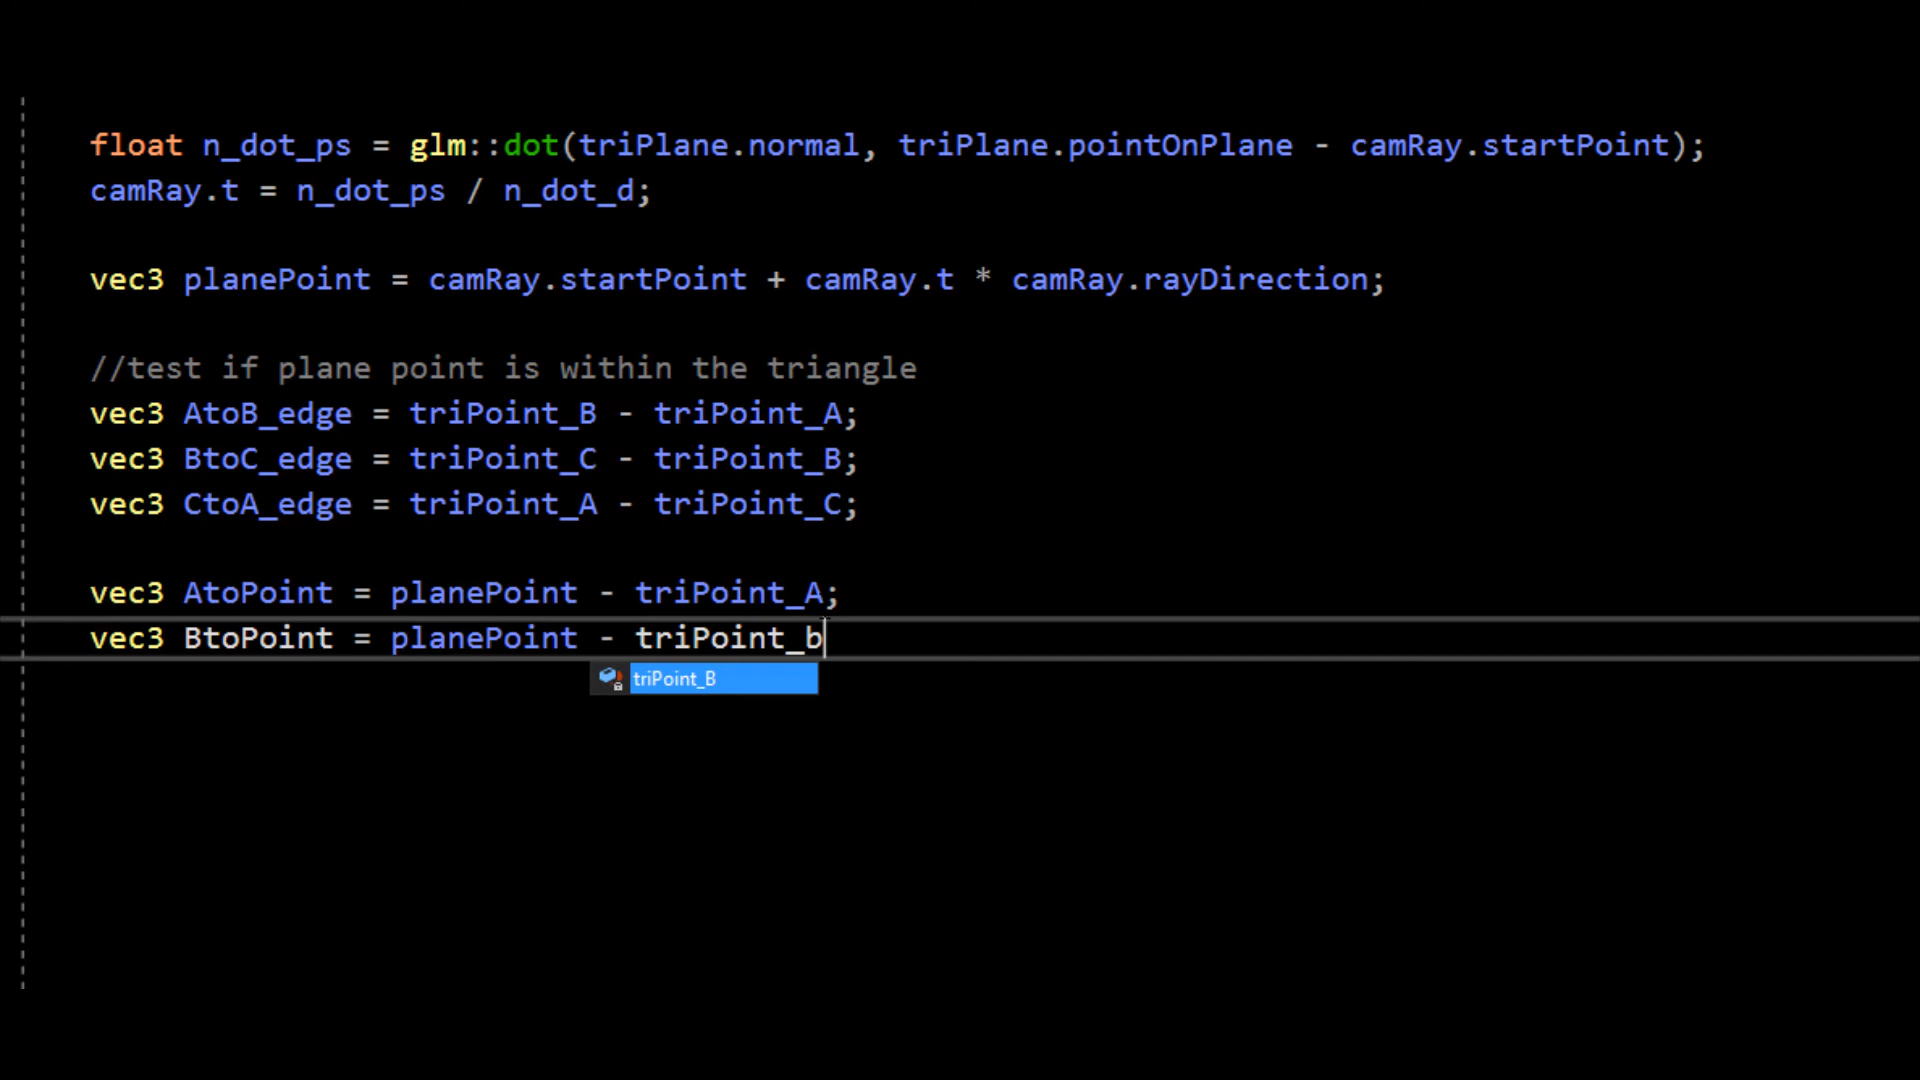 float n_dot_ps = glm::dot(triPlane.normal, triPlane.pointOnPlane - camRay.startPoint);
camRay.t = n_dot_ps / n_dot_d;
vec3 planePoint = camRay.startPoint + camRay.t * camRay.rayDirection;
//test if plane point is within the triangle
vec3 AtoB_edge = triPoint_B - triPoint_A;
vec3 BtoC_edge = triPoint_C - triPoint_B;
vec3 CtoA_edge = triPoint_A - triPoint_C;
vec3 AtoPoint = planePoint - triPoint_A;
vec3 BtoPoint = planePoint - triPoint_b
triPoint_B